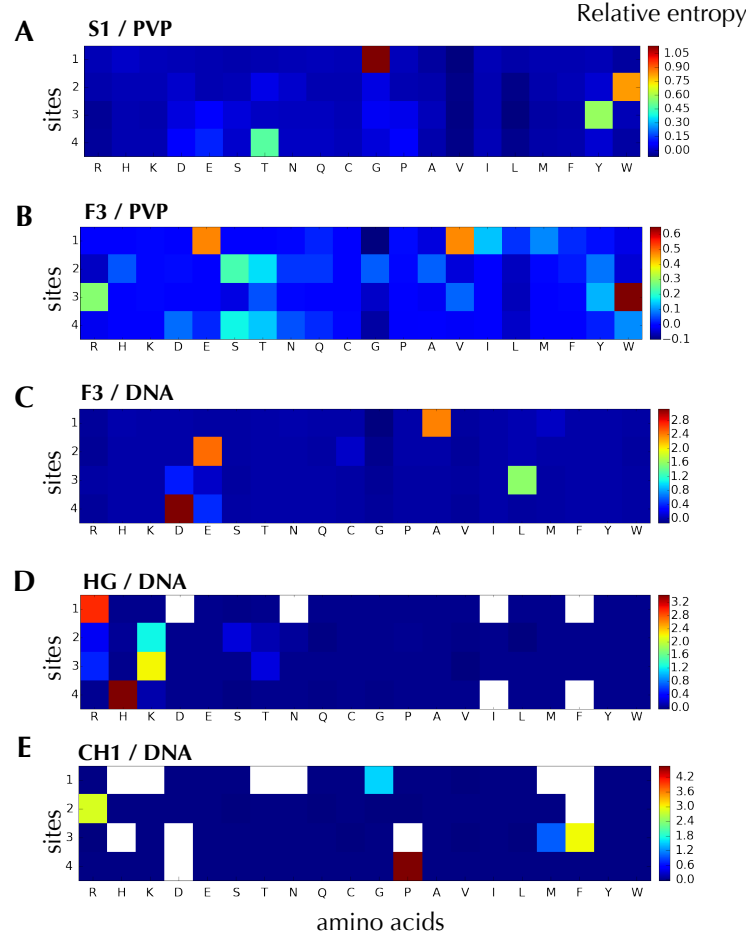 Relative entropy
A
S1 / PVP
sites
1
2
3
4
R H K D E S T N Q C G P A V I L M F Y W
1.05
0.90
0.75
0.60
0.45
0.30
0.15
0.00
B
F3 / PVP
sites
1
2
3
4
R H K D E S T N Q C G P A V I L M F Y W
0.6
0.5
0.4
0.3
0.2
0.1
0.0
−0.1
C
F3 / DNA
sites
1
2
3
4
R H K D E S T N Q C G P A V I L M F Y W
2.8
2.4
2.0
1.6
1.2
0.8
0.4
0.0
D
HG / DNA
sites
1
2
3
4
R H K D E S T N Q C G P A V I L M F Y W
3.2
2.8
2.4
2.0
1.6
1.2
0.8
0.4
0.0
E
CH1 / DNA
sites
1
2
3
4
R H K D E S T N Q C G P A V I L M F Y W
4.2
3.6
3.0
2.4
1.8
1.2
0.6
0.0
amino acids